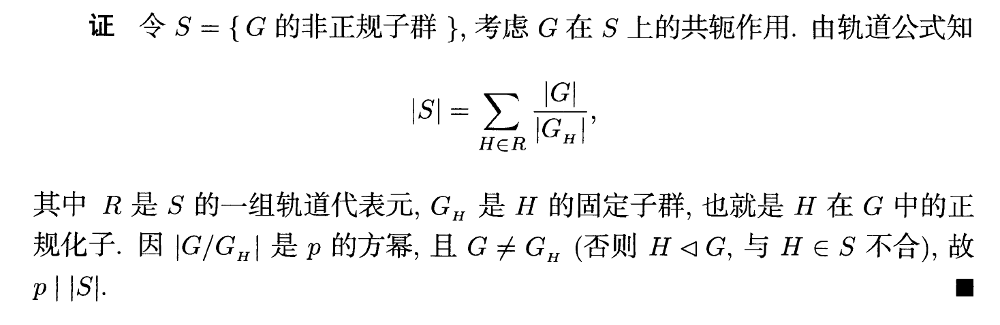 证 令 $S = \{ G$ 的非正规子群 $\}$, 考虑 $G$ 在 $S$ 上的共轭作用. 由轨道公式知
$$|S| = \sum_{H \in R} \frac{|G|}{|G_H|},$$
其中 $R$ 是 $S$ 的一组轨道代表元, $G_H$ 是 $H$ 的固定子群, 也就是 $H$ 在 $G$ 中的正
规化子. 因 $|G/G_H|$ 是 $p$ 的方幂, 且 $G \neq G_H$ (否则 $H \triangleleft G$, 与 $H \in S$ 不合), 故
$p \mid |S|$. ■